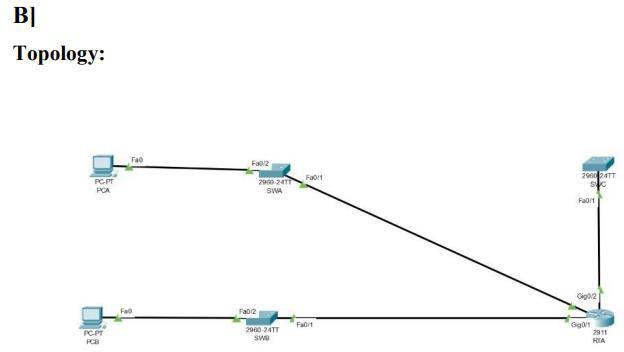 B]
Topology:
Fa0
PC-PT
PCA
Fa0/2
2960-24TT
SWA
Fa0/1
2960-24TT
SWC
Fa0/1
Gig0/2
Gig0/1
2911
RTA
Fa0
PC-PT
PCB
Fa0/2
2960-24TT
SWB
Fa0/1